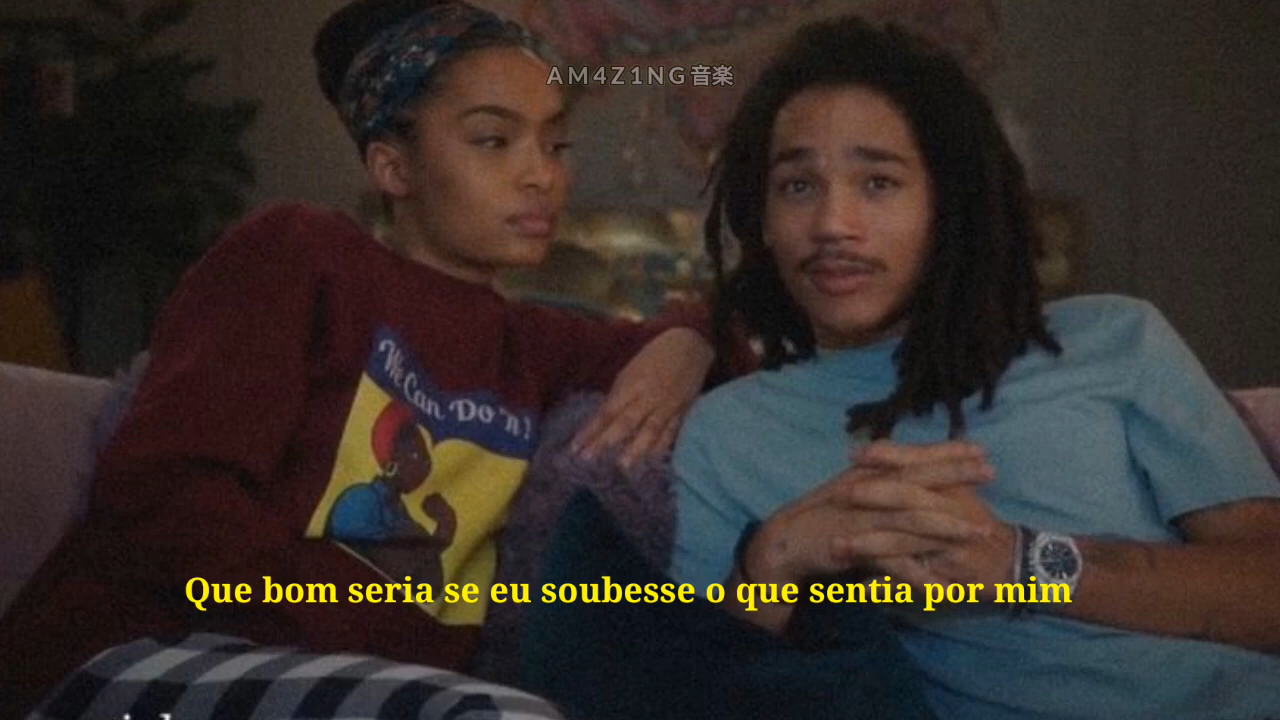 AM4Z1NG音楽
We Can Do 'n!
Que bom seria se eu soubesse o que sentia por mim